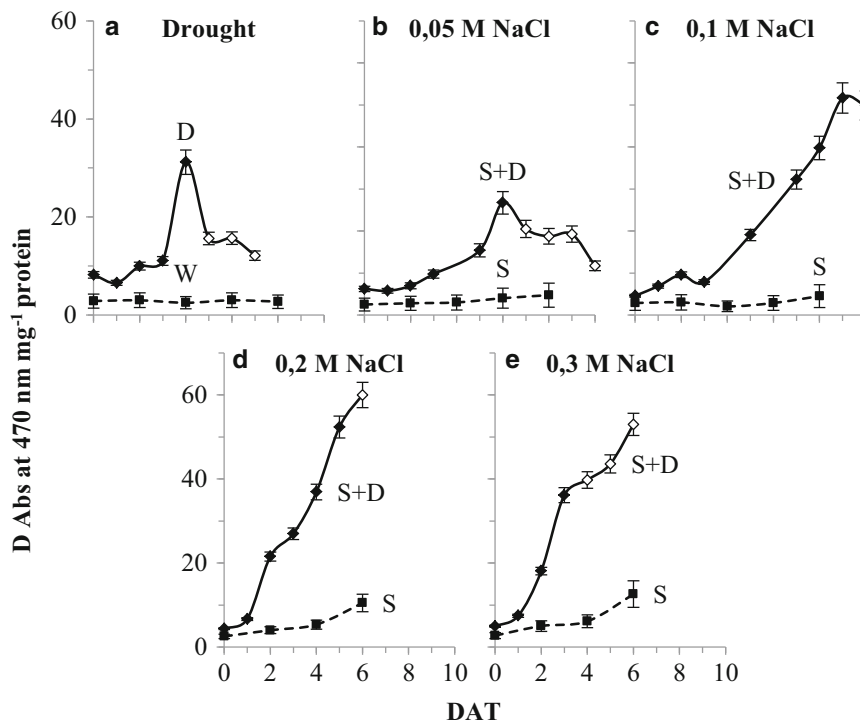 a Drought
b 0,05 M NaCl
c 0,1 M NaCl
60
40
20
0
D
W
S+D
S
S+D
S
d 0,2 M NaCl
e 0,3 M NaCl
60
40
20
0
S+D
S
S+D
S
0 2 4 6 8 10
0 2 4 6 8 10
D Abs at 470 nm mg⁻¹ protein
DAT